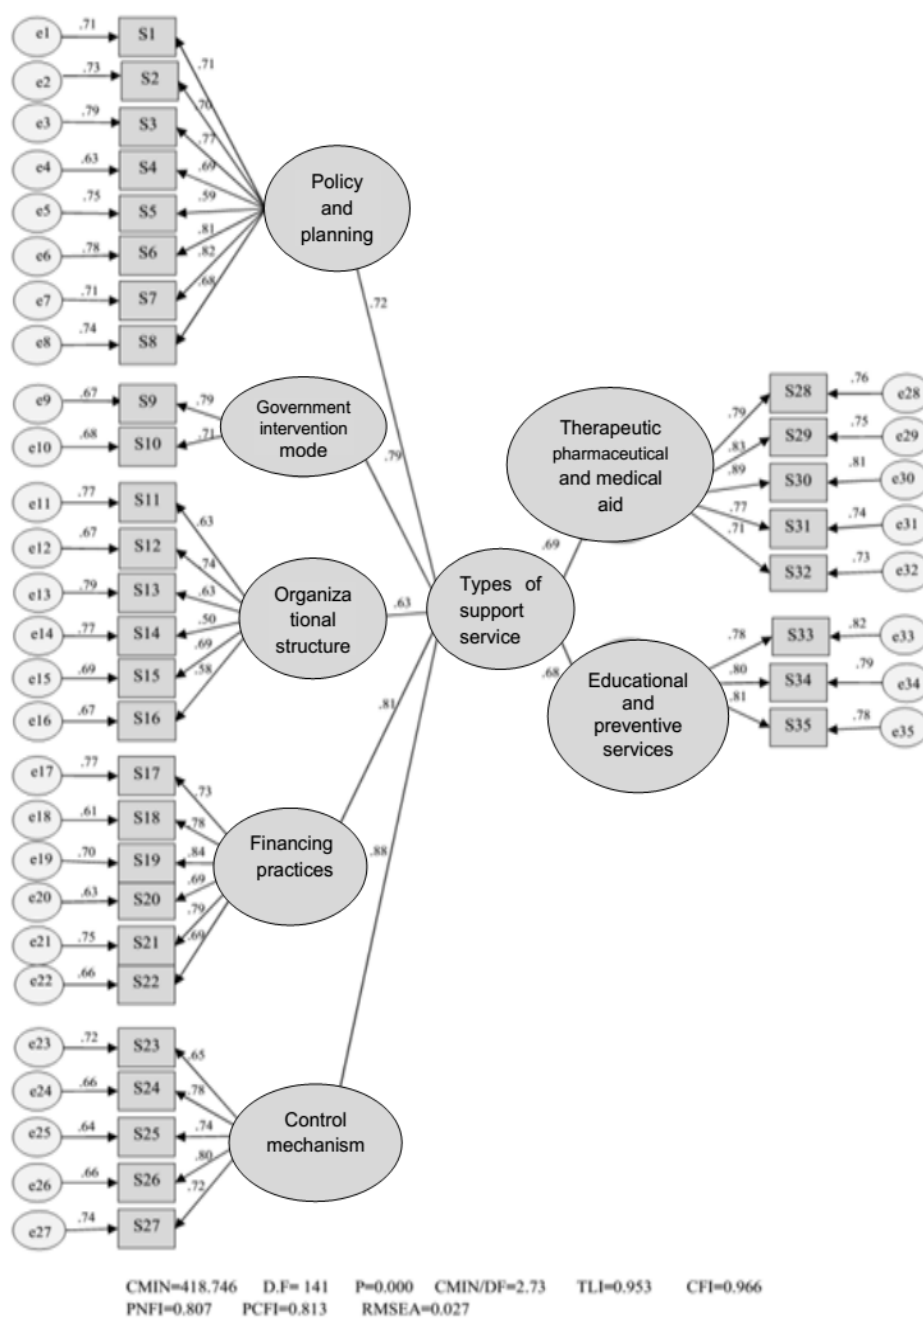 e1 .71 S1
.71
e2 .73 S2
.70
e3 .79 S3
.77
e4 .63 S4
.69
e5 .75 S5
.59
e6 .78 S6
.81
e7 .71 S7
.82
e8 .74 S8
.68
Policy
and
planning
.72
e9 .67 S9
.79
e10 .68 S10
.71
Government
intervention
mode
.79
e11 .77 S11
.63
e12 .67 S12
.74
e13 .79 S13
.63
e14 .77 S14
.50
e15 .69 S15
.69
e16 .67 S16
.58
Organiza
tional
structure
.63
e17 .77 S17
.73
e18 .61 S18
.78
e19 .70 S19
.84
e20 .63 S20
.69
e21 .75 S21
.79
e22 .66 S22
.69
Financing
practices
.81
e23 .72 S23
.65
e24 .66 S24
.78
e25 .64 S25
.74
e26 .66 S26
.80
e27 .74 S27
.72
Control
mechanism
.88
Types of
support
service
.69
.68
Therapeutic
pharmaceutical
and medical
aid
.79
S28 .76 e28
.83
S29 .75 e29
.89
S30 .81 e30
.77
S31 .74 e31
.71
S32 .73 e32
Educational
and
preventive
services
.78
S33 .82 e33
.80
S34 .79 e34
.81
S35 .78 e35
CMIN=418.746 D.F= 141 P=0.000 CMIN/DF=2.73 TLI=0.953 CFI=0.966
PNFI=0.807 PCFI=0.813 RMSEA=0.027